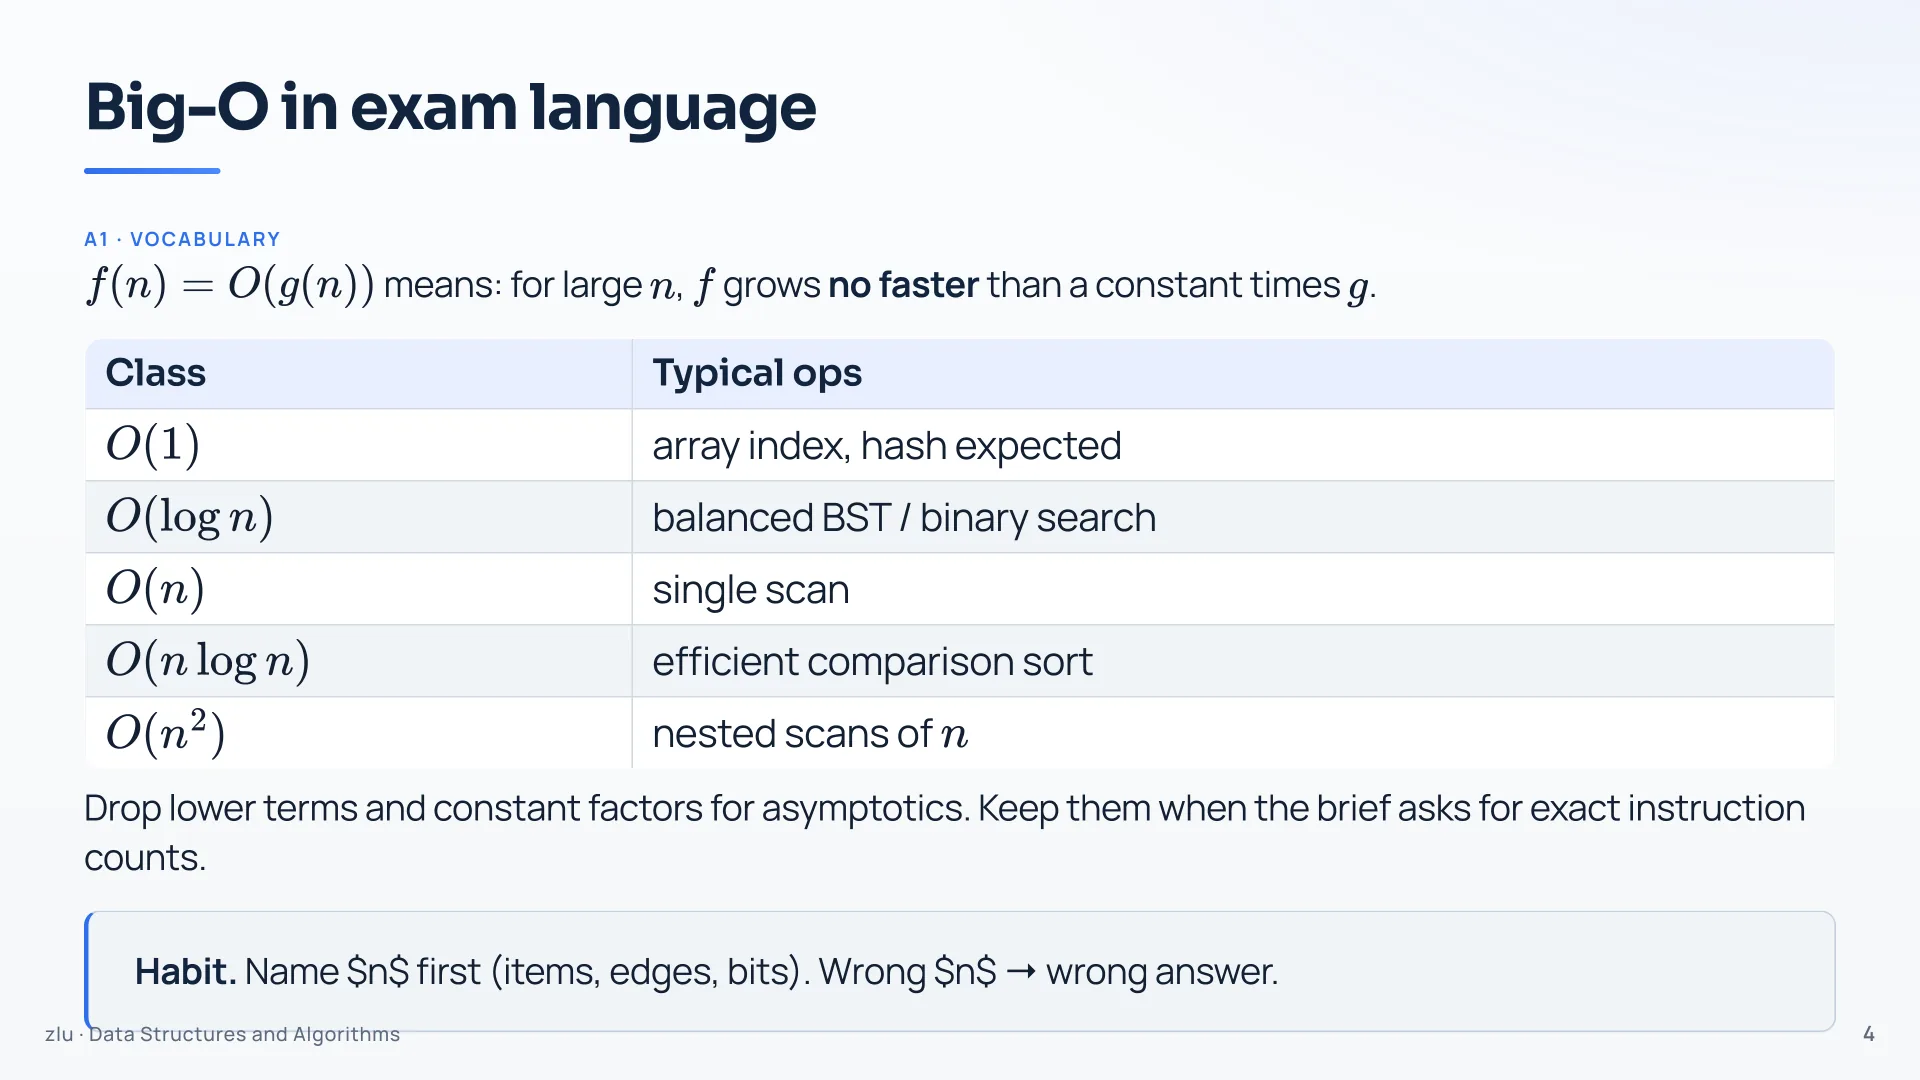 Big-O in exam language
A1 · VOCABULARY
f(n) = O(g(n)) means: for large n, f grows no faster than a constant times g.
Class Typical ops
O(1) array index, hash expected
O(log n) balanced BST / binary search
O(n) single scan
O(n log n) efficient comparison sort
O(n²) nested scans of n
Drop lower terms and constant factors for asymptotics. Keep them when the brief asks for exact instruction
counts.
Habit. Name $n$ first (items, edges, bits). Wrong $n$ → wrong answer.
zlu · Data Structures and Algorithms 4